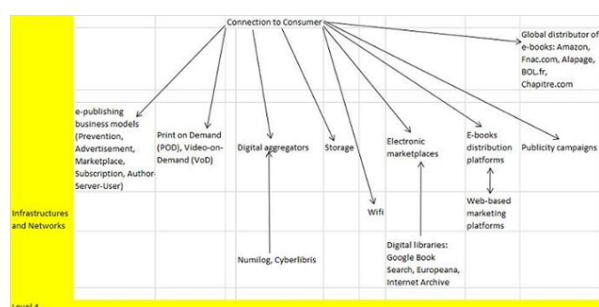 Connection to Consumer
Global distributor of
e-books: Amazon,
Fnac.com, Alapage,
BOL.fr,
Chapitre.com
e-publishing
business models
(Prevention,
Advertisement,
Marketplace,
Subscription, Author-
Server-User)
Print on Demand
(POD), Video-on-
Demand (VoD)
Digital aggregators
Storage
Electronic
marketplaces
E-books
distribution
platforms
Publicity campaigns
Infrastructures
and Networks
Wifi
Web-based
marketing
platforms
Numilog, Cyberlibris
Digital libraries:
Google Book
Search, Europeana,
Internet Archive